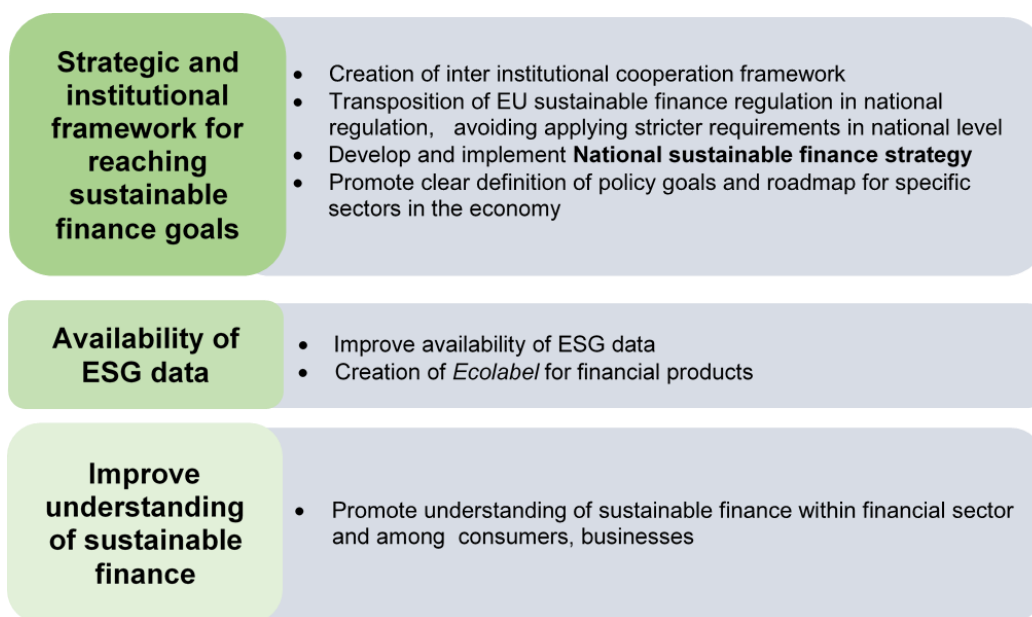 Strategic and
institutional
framework for
reaching
sustainable
finance goals
• Creation of inter institutional cooperation framework
• Transposition of EU sustainable finance regulation in national
regulation, avoiding applying stricter requirements in national level
• Develop and implement National sustainable finance strategy
• Promote clear definition of policy goals and roadmap for specific
sectors in the economy
Availability of
ESG data
• Improve availability of ESG data
• Creation of Ecolabel for financial products
Improve
understanding
of sustainable
finance
• Promote understanding of sustainable finance within financial sector
and among consumers, businesses